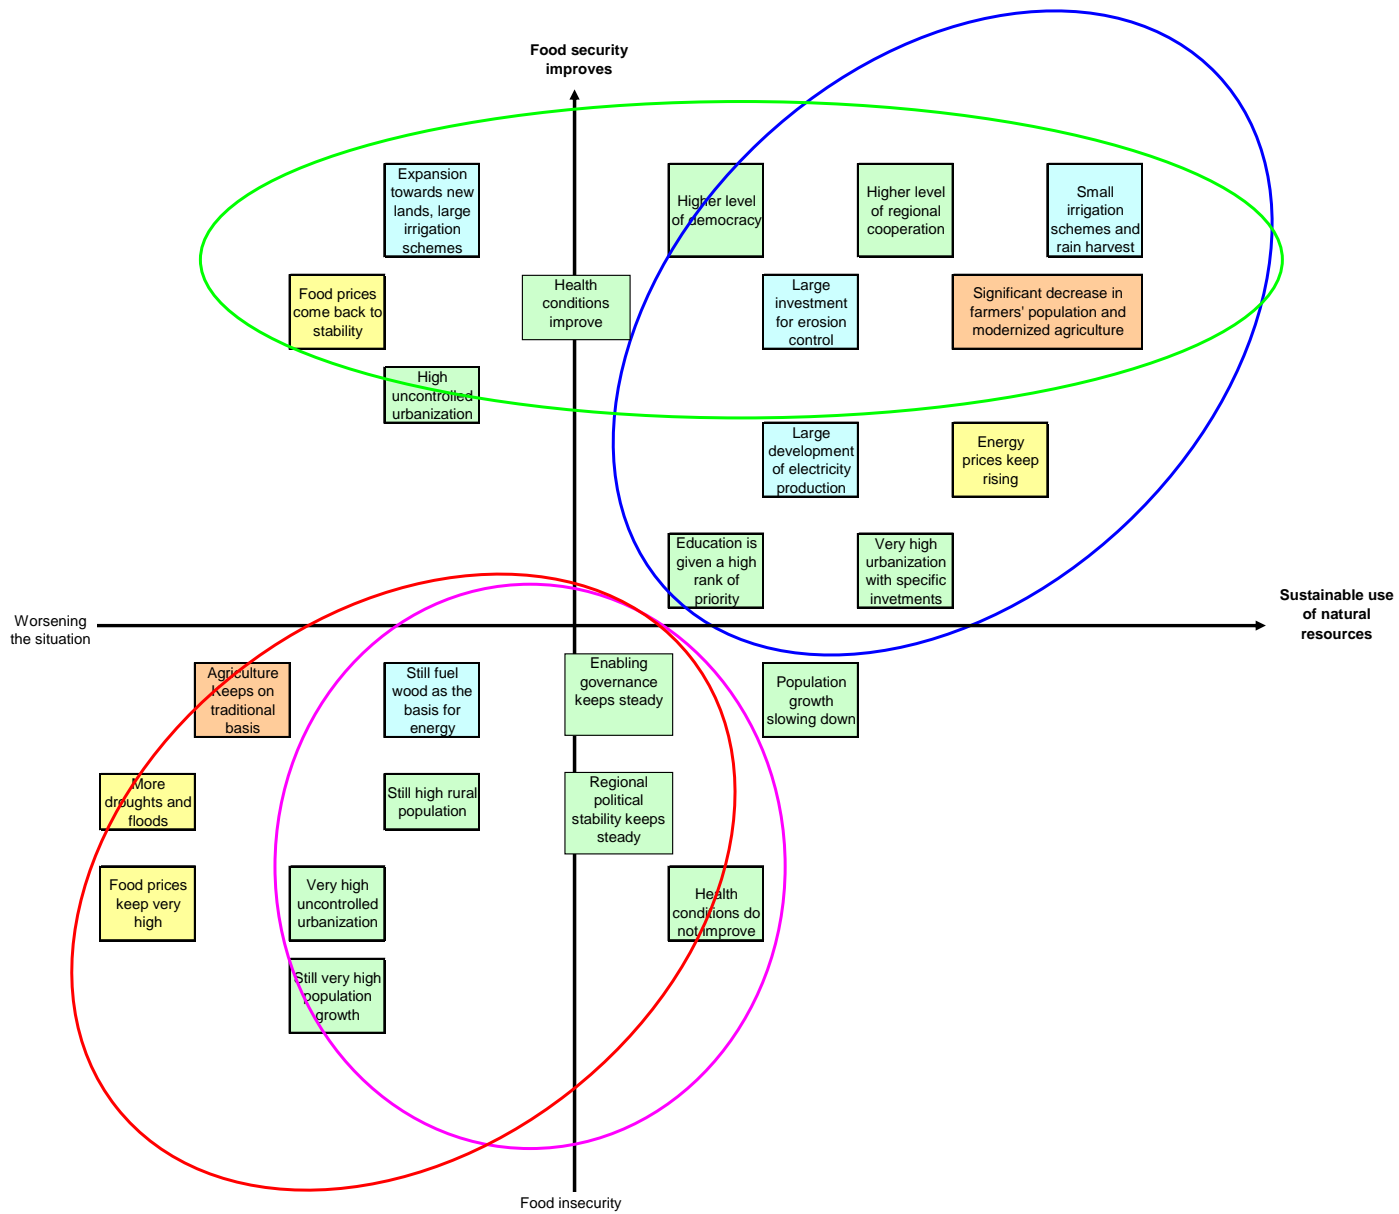 Food security
improves
Expansion
towards new
lands, large
irrigation
schemes
Higher level
of democracy
Higher level
of regional
cooperation
Small
irrigation
schemes and
rain harvest
Food prices
come back to
stability
Health
conditions
improve
Large
investment
for erosion
control
Significant decrease in
farmers' population and
modernized agriculture
High
uncontrolled
urbanization
Large
development
of electricity
production
Energy
prices keep
rising
Education is
given a high
rank of
priority
Very high
urbanization
with specific
invetments
Worsening
the situation
Sustainable use
of natural
resources
Agriculture
Keeps on
traditional
basis
Still fuel
wood as the
basis for
energy
Enabling
governance
keeps steady
Population
growth
slowing down
More
droughts and
floods
Still high rural
population
Regional
political
stability keeps
steady
Food prices
keep very
high
Very high
uncontrolled
urbanization
Health
conditions do
not improve
Still very high
population
growth
Food insecurity